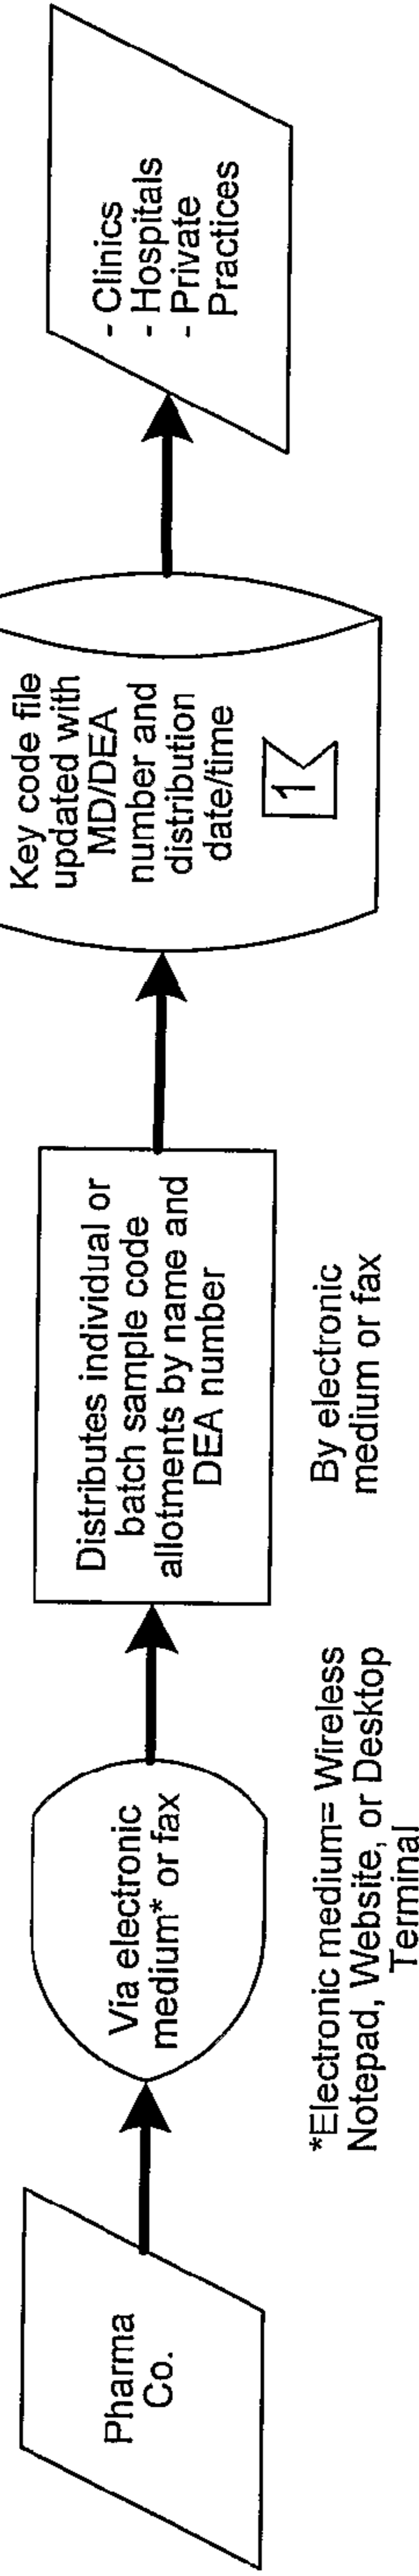 Pharma
Co.
Via electronic
medium* or fax
*Electronic medium= Wireless
Notepad, Website, or Desktop
Terminal
Distributes individual or
batch sample code
allotments by name and
DEA number
By electronic
medium or fax
Key code file
updated with
MD/DEA
number and
distribution
date/time
1
- Clinics
- Hospitals
- Private
Practices